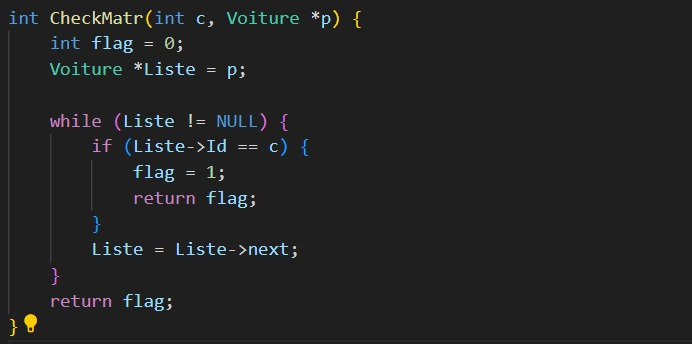 int CheckMatr(int c, Voiture *p) {
    int flag = 0;
    Voiture *Liste = p;

    while (Liste != NULL) {
        if (Liste->Id == c) {
            flag = 1;
            return flag;
        }
        Liste = Liste->next;
    }
    return flag;
}